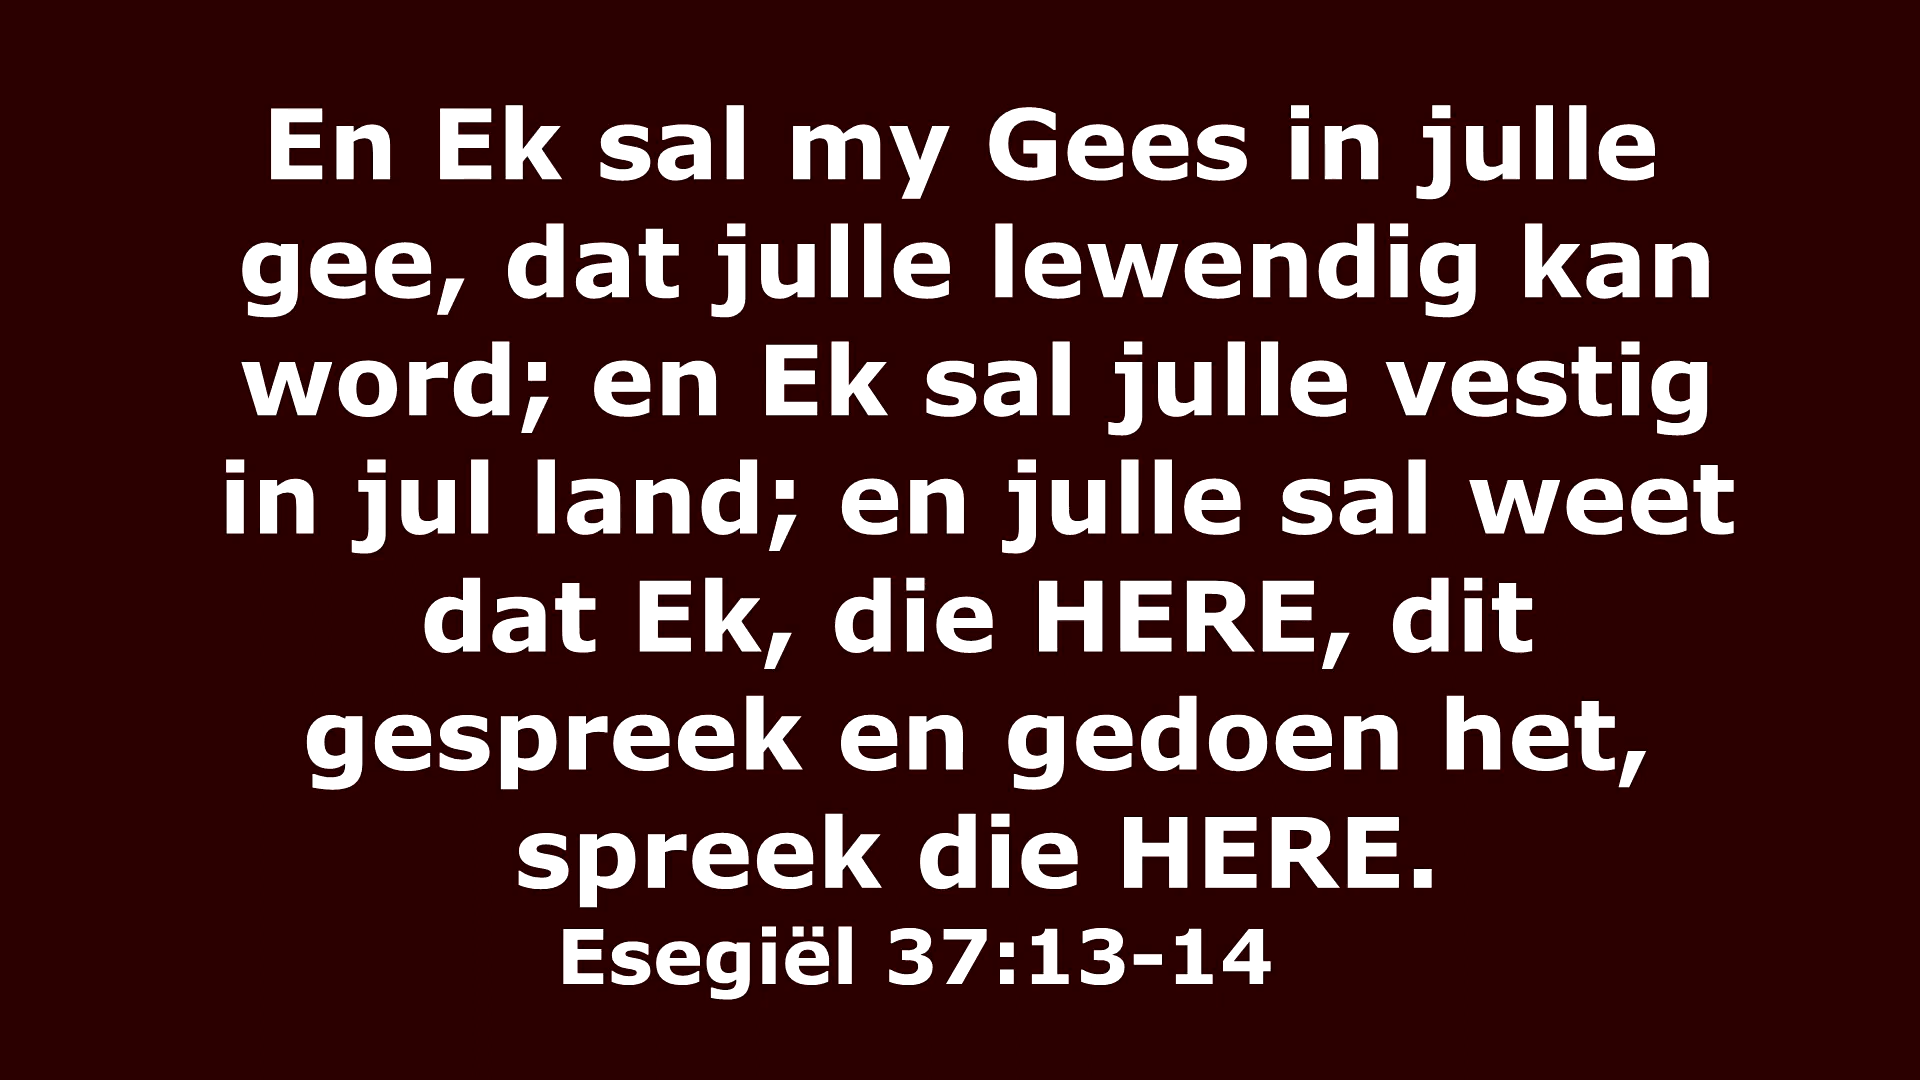 En Ek sal my Gees in julle
gee, dat julle lewendig kan
word; en Ek sal julle vestig
in jul land; en julle sal weet
dat Ek, die HERE, dit
gespreek en gedoen het,
spreek die HERE.
Esegiël 37:13-14